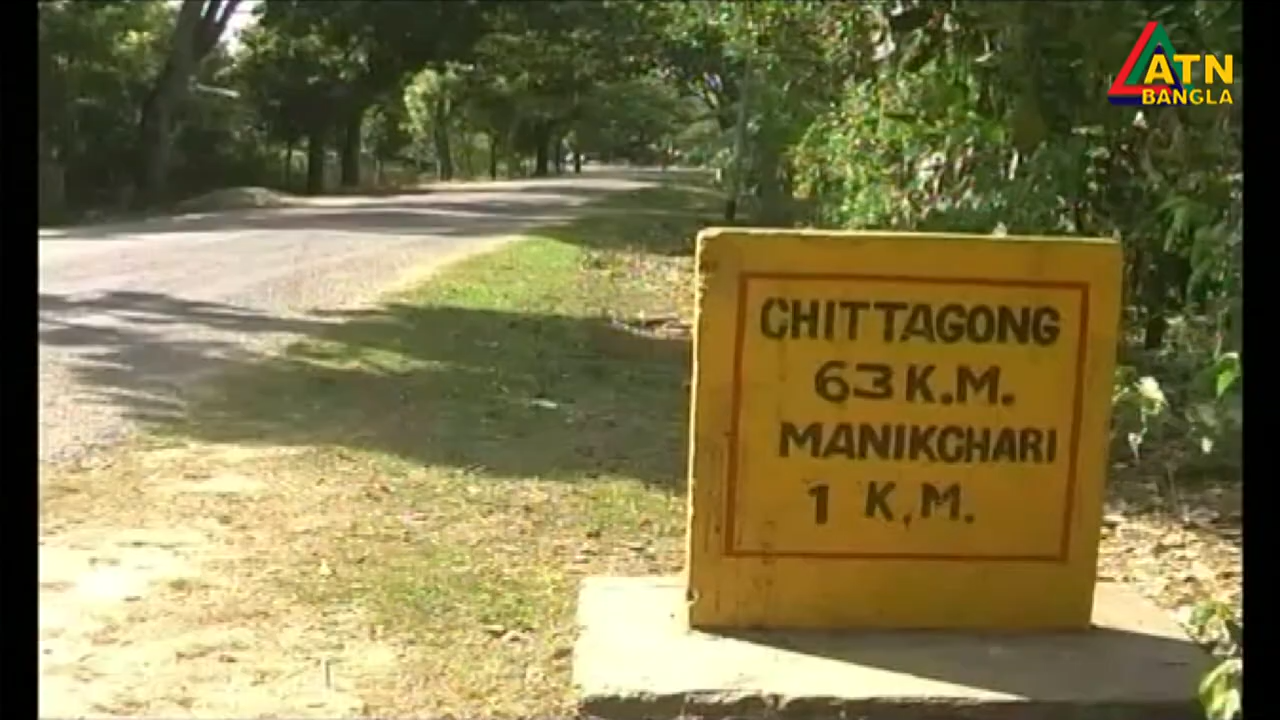 ATN
BANGLA
CHITTAGONG
63 K.M.
MANIKCHARI
1 K.M.